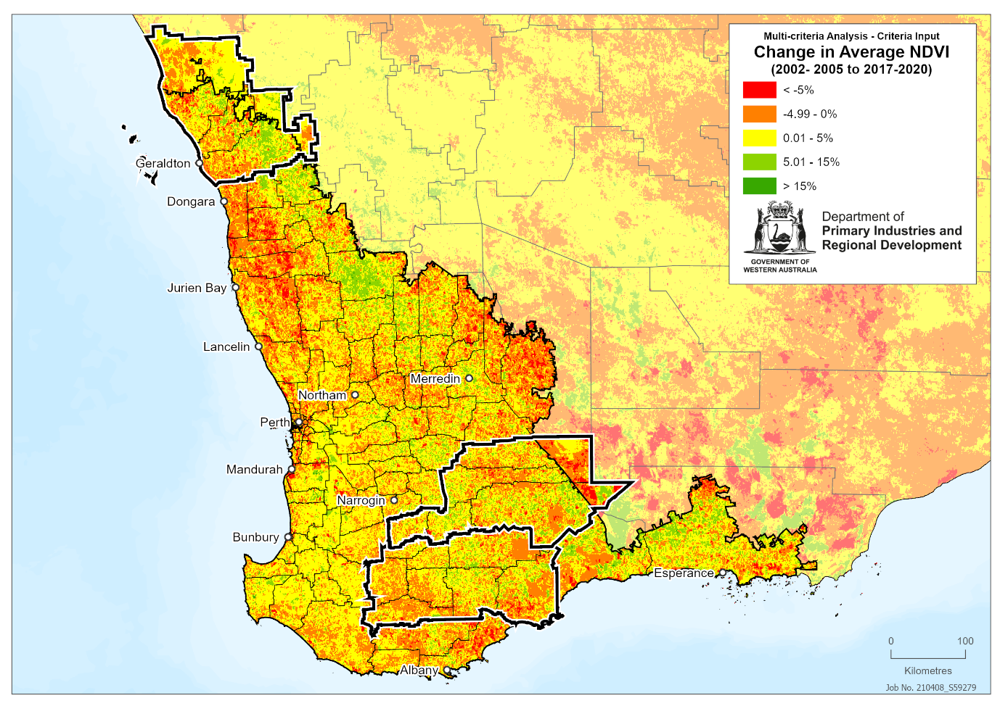 Multi-criteria Analysis - Criteria Input
Change in Average NDVI
(2002- 2005 to 2017-2020)
< -5%
-4.99 - 0%
0.01 - 5%
5.01 - 15%
> 15%
Department of
Primary Industries and
Regional Development
GOVERNMENT OF
WESTERN AUSTRALIA
Geraldton
Dongara
Jurien Bay
Lancelin
Merredin
Northam
Perth
Mandurah
Narrogin
Bunbury
Esperance
Albany
0 100
Kilometres
Job No. 210408_S59279